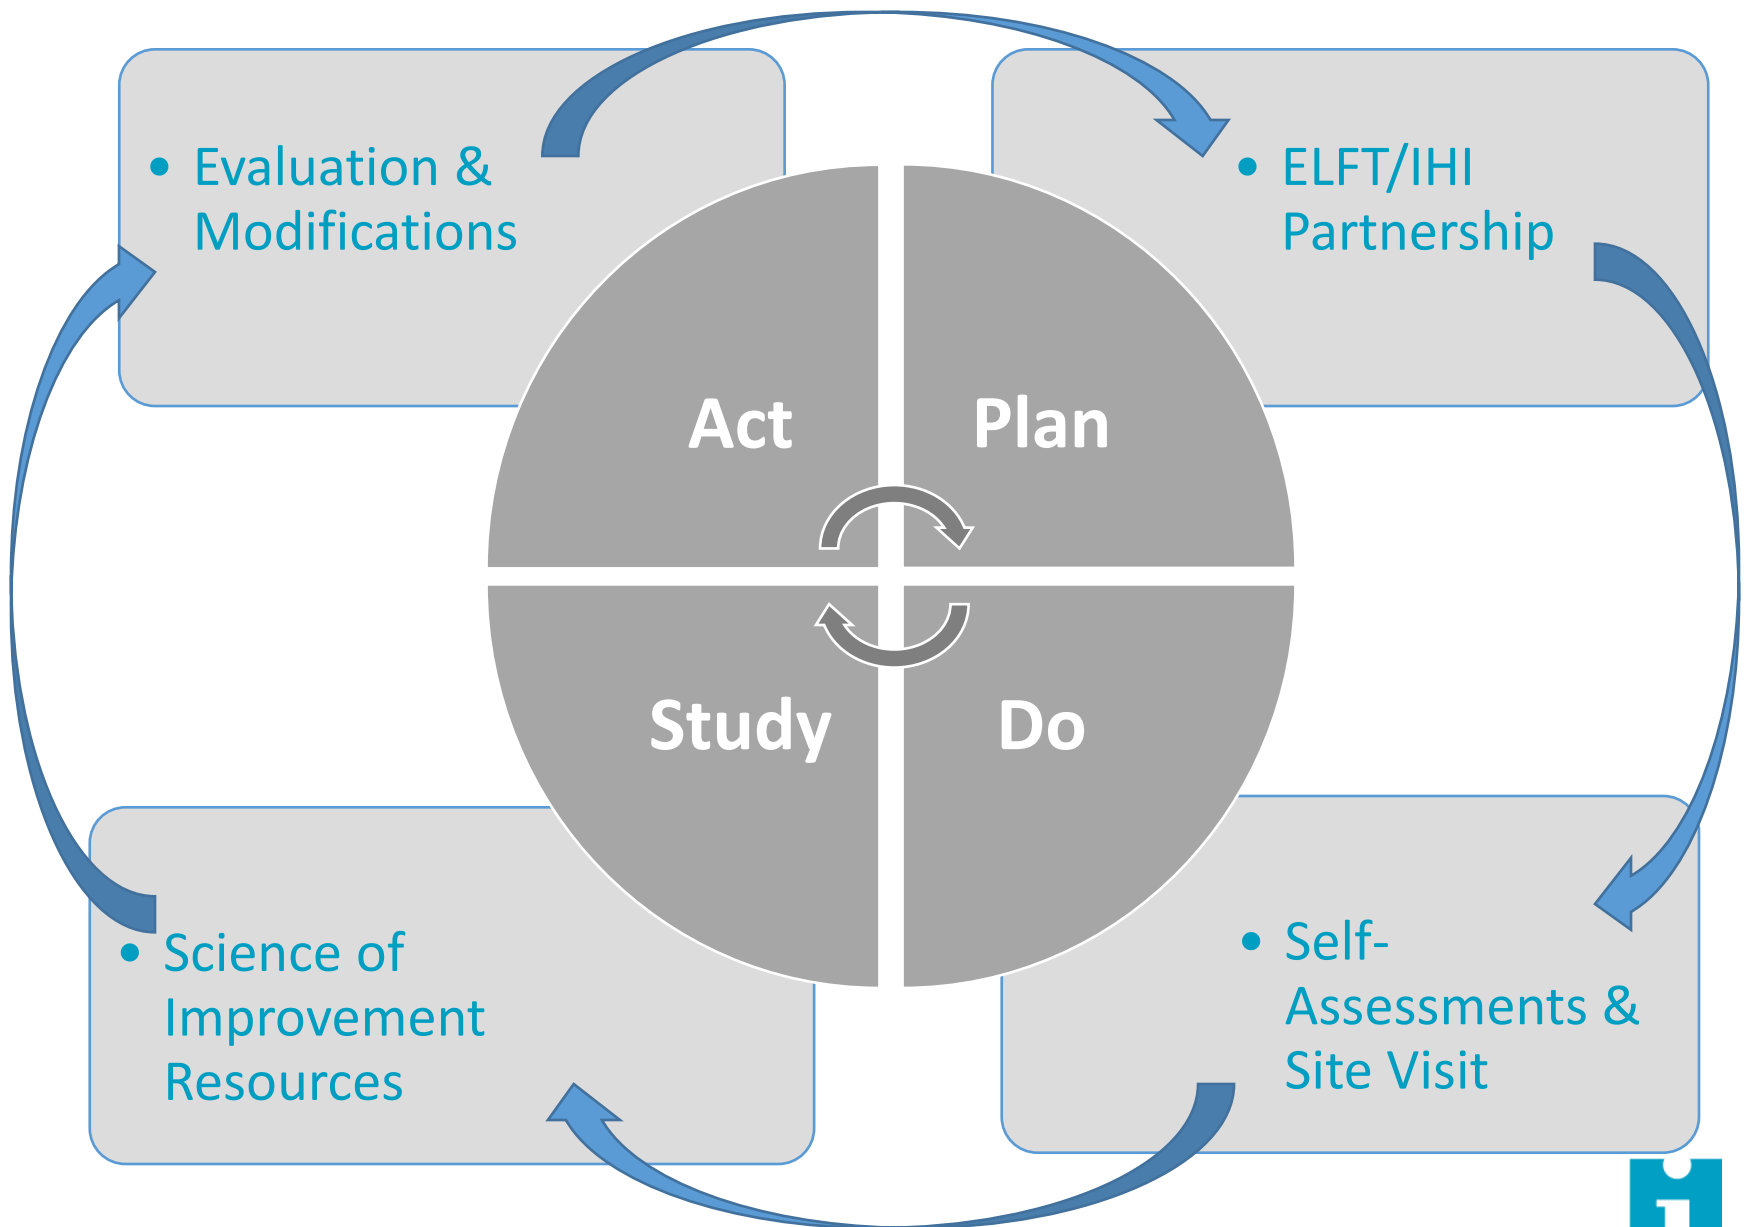 • Evaluation &
Modifications
• ELFT/IHI
Partnership
Act
Plan
Study
Do
• Science of
Improvement
Resources
• Self-
Assessments &
Site Visit